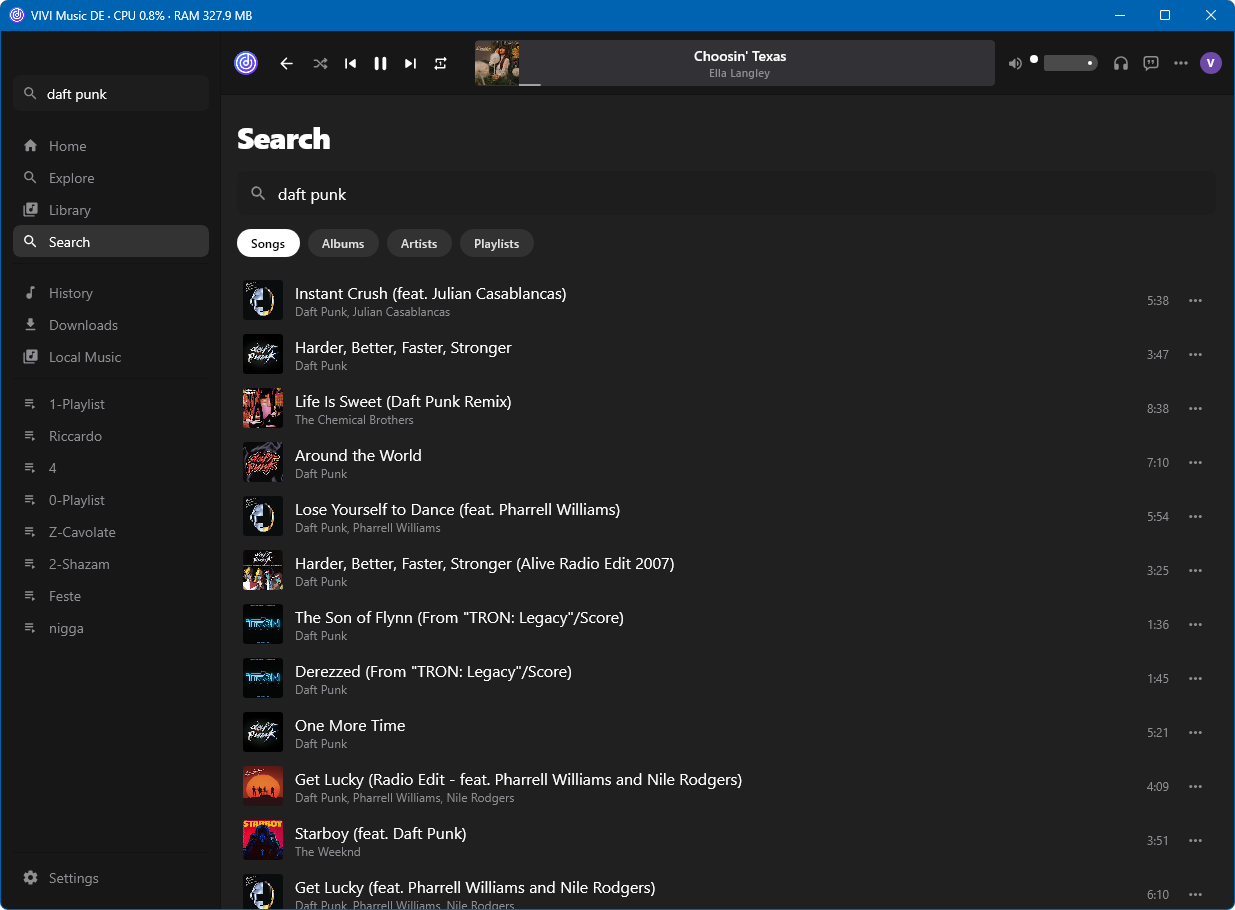 VIVI Music DE · CPU 0.8% · RAM 327.9 MB
daft punk
Home
Explore
Library
Search
History
Downloads
Local Music
1-Playlist
Riccardo
4
0-Playlist
Z-Cavolate
2-Shazam
Feste
nigga
Settings
Choosin' Texas
Ella Langley
V
Search
daft punk
Songs Albums Artists Playlists
Instant Crush (feat. Julian Casablancas)
Daft Punk, Julian Casablancas
5:38
Harder, Better, Faster, Stronger
Daft Punk
3:47
Life Is Sweet (Daft Punk Remix)
The Chemical Brothers
8:38
Around the World
Daft Punk
7:10
Lose Yourself to Dance (feat. Pharrell Williams)
Daft Punk, Pharrell Williams
5:54
Harder, Better, Faster, Stronger (Alive Radio Edit 2007)
Daft Punk
3:25
The Son of Flynn (From "TRON: Legacy"/Score)
Daft Punk
1:36
Derezzed (From "TRON: Legacy"/Score)
Daft Punk
1:45
One More Time
Daft Punk
5:21
Get Lucky (Radio Edit - feat. Pharrell Williams and Nile Rodgers)
Daft Punk, Pharrell Williams, Nile Rodgers
4:09
STARBOY
Starboy (feat. Daft Punk)
The Weeknd
3:51
Get Lucky (feat. Pharrell Williams and Nile Rodgers)
Daft Punk, Pharrell Williams, Nile Rodgers
6:10